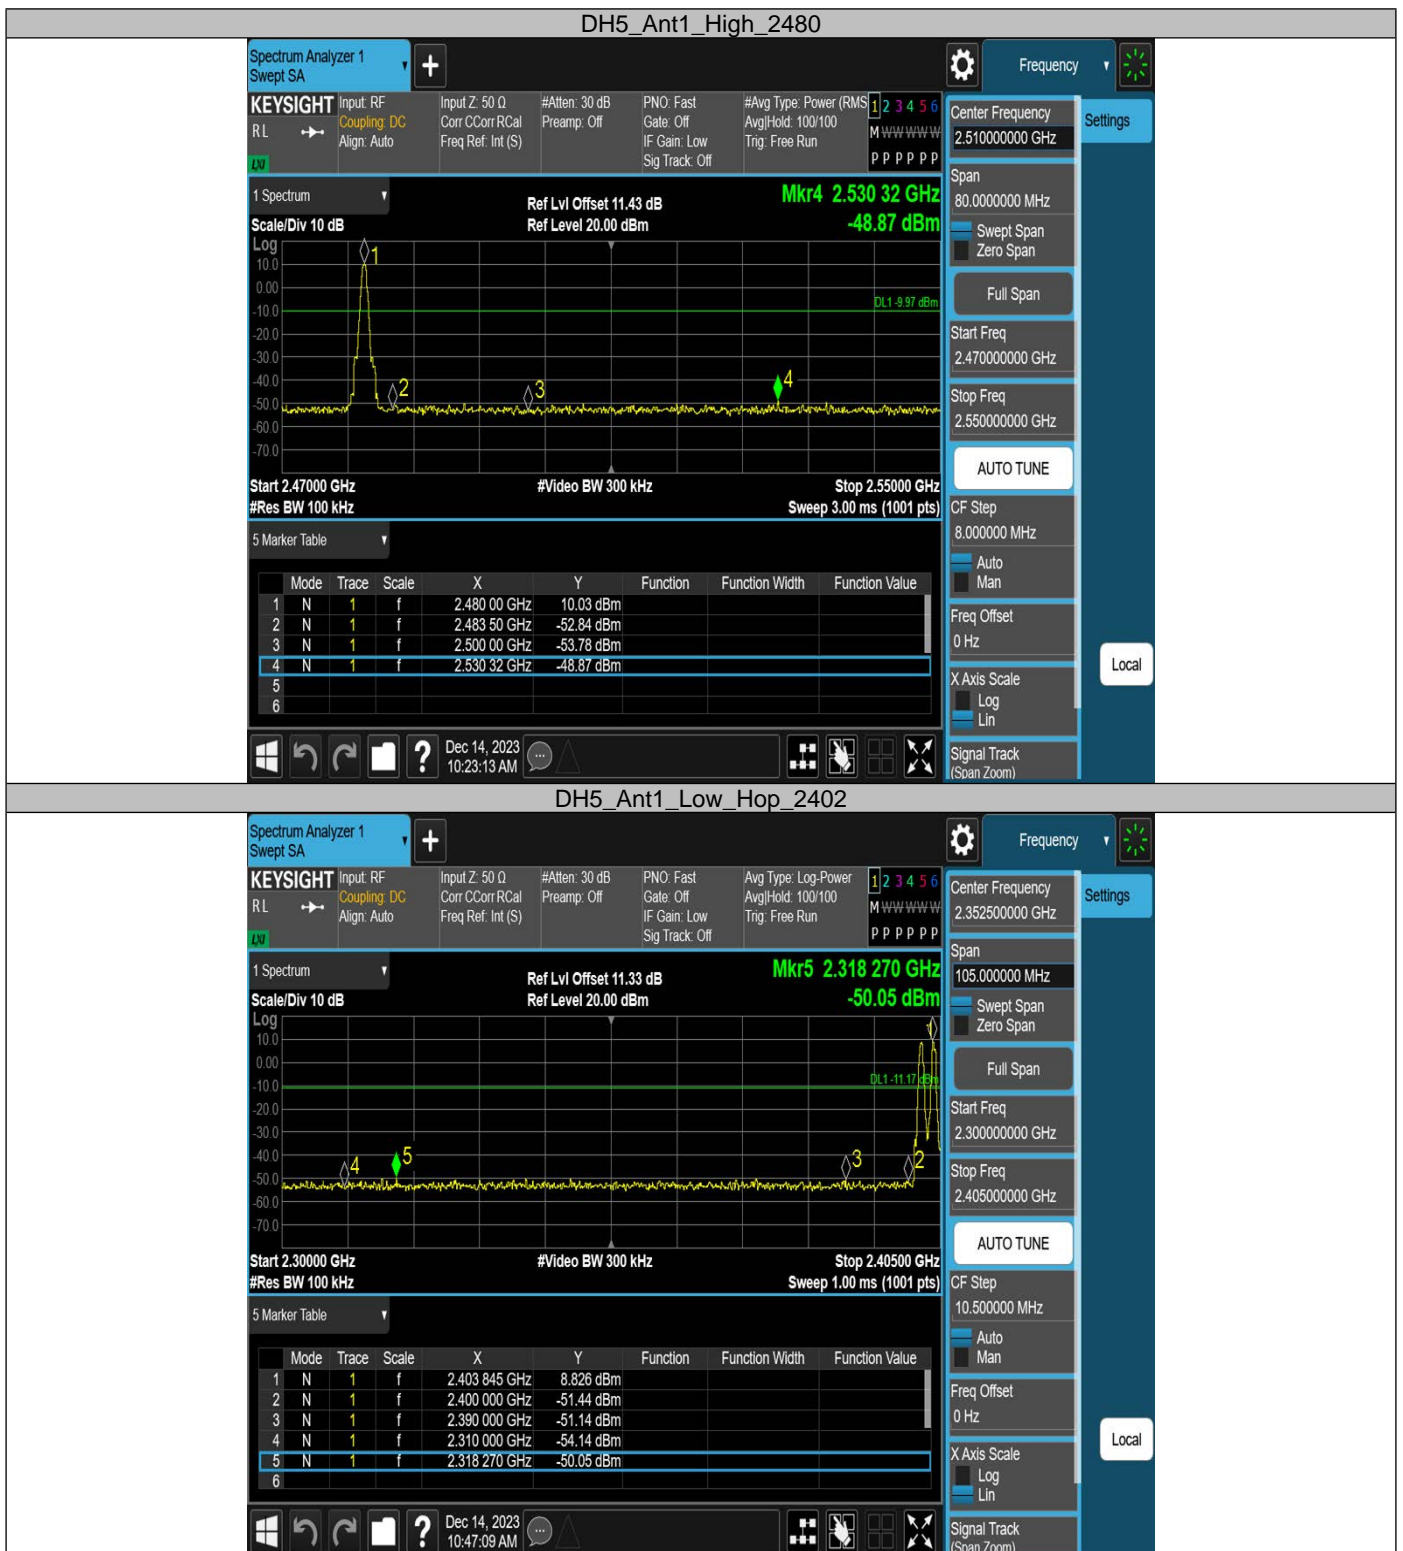 DH5_Ant1_High_2480
Spectrum Analyzer 1
Swept SA
+
Frequency
KEYSIGHT
RL
LXI
Input: RF
Coupling: DC
Align: Auto
Input Z: 50 Ω
Corr CCorr RCal
Freq Ref: Int (S)
#Atten: 30 dB
Preamp: Off
PNO: Fast
Gate: Off
IF Gain: Low
Sig Track: Off
#Avg Type: Power (RMS
Avg|Hold: 100/100
Trig: Free Run
1 2 3 4 5 6
M W W W W W
P P P P P P
1 Spectrum
Scale/Div 10 dB
Ref Lvl Offset 11.43 dB
Ref Level 20.00 dBm
Mkr4 2.530 32 GHz
-48.87 dBm
Log
10.0
0.00
-10.0
-20.0
-30.0
-40.0
-50.0
-60.0
-70.0
DL1 -9.97 dBm
1
2
3
4
Start 2.47000 GHz
#Video BW 300 kHz
Stop 2.55000 GHz
#Res BW 100 kHz
Sweep 3.00 ms (1001 pts)
5 Marker Table
Mode Trace Scale X Y Function Function Width Function Value
1 N 1 f 2.480 00 GHz 10.03 dBm
2 N 1 f 2.483 50 GHz -52.84 dBm
3 N 1 f 2.500 00 GHz -53.78 dBm
4 N 1 f 2.530 32 GHz -48.87 dBm
5
6
?
Dec 14, 2023
10:23:13 AM
Center Frequency
2.510000000 GHz
Settings
Span
80.0000000 MHz
Swept Span
Zero Span
Full Span
Start Freq
2.470000000 GHz
Stop Freq
2.550000000 GHz
AUTO TUNE
CF Step
8.000000 MHz
Auto
Man
Freq Offset
0 Hz
Local
X Axis Scale
Log
Lin
Signal Track
(Span Zoom)
DH5_Ant1_Low_Hop_2402
Spectrum Analyzer 1
Swept SA
+
Frequency
KEYSIGHT
RL
LXI
Input: RF
Coupling: DC
Align: Auto
Input Z: 50 Ω
Corr CCorr RCal
Freq Ref: Int (S)
#Atten: 30 dB
Preamp: Off
PNO: Fast
Gate: Off
IF Gain: Low
Sig Track: Off
Avg Type: Log-Power
Avg|Hold: 100/100
Trig: Free Run
1 2 3 4 5 6
M W W W W W
P P P P P P
1 Spectrum
Scale/Div 10 dB
Ref Lvl Offset 11.33 dB
Ref Level 20.00 dBm
Mkr5 2.318 270 GHz
-50.05 dBm
Log
10.0
0.00
-10.0
-20.0
-30.0
-40.0
-50.0
-60.0
-70.0
DL1 -11.17 dBm
1
4
5
3
2
Start 2.30000 GHz
#Video BW 300 kHz
Stop 2.40500 GHz
#Res BW 100 kHz
Sweep 1.00 ms (1001 pts)
5 Marker Table
Mode Trace Scale X Y Function Function Width Function Value
1 N 1 f 2.403 845 GHz 8.826 dBm
2 N 1 f 2.400 000 GHz -51.44 dBm
3 N 1 f 2.390 000 GHz -51.14 dBm
4 N 1 f 2.310 000 GHz -54.14 dBm
5 N 1 f 2.318 270 GHz -50.05 dBm
6
?
Dec 14, 2023
10:47:09 AM
Center Frequency
2.352500000 GHz
Settings
Span
105.000000 MHz
Swept Span
Zero Span
Full Span
Start Freq
2.300000000 GHz
Stop Freq
2.405000000 GHz
AUTO TUNE
CF Step
10.500000 MHz
Auto
Man
Freq Offset
0 Hz
Local
X Axis Scale
Log
Lin
Signal Track
(Span Zoom)